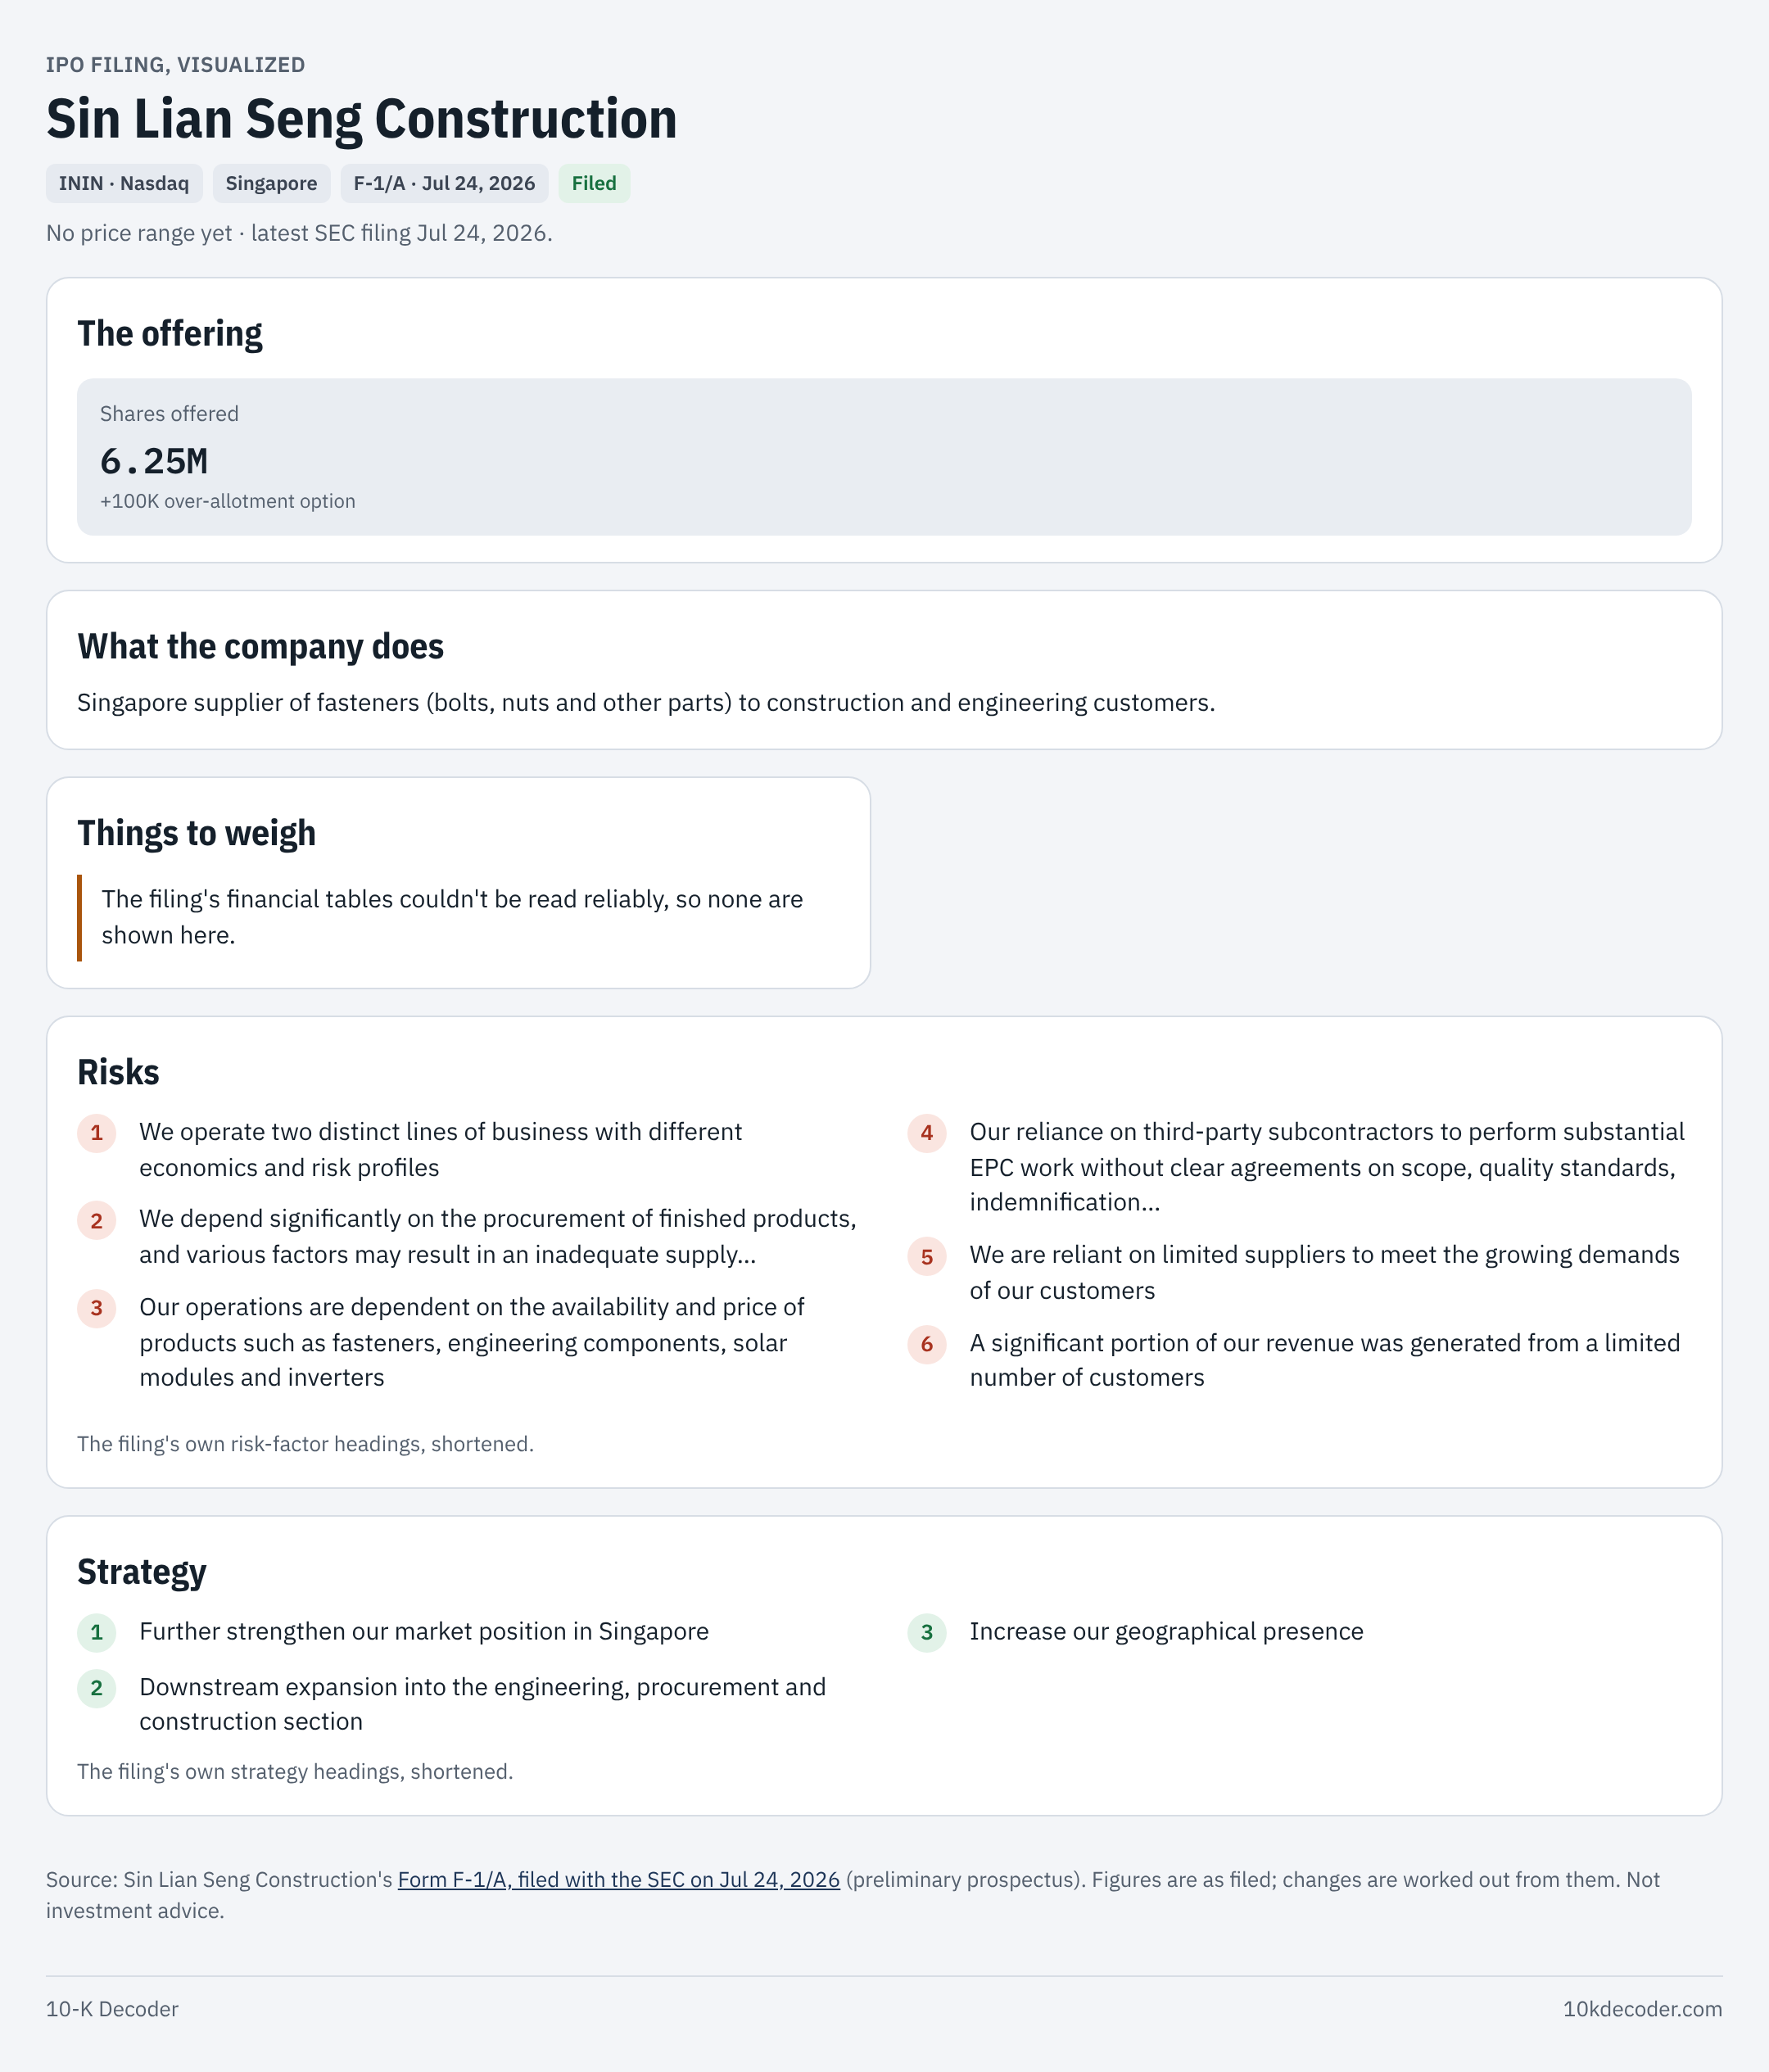 IPO FILING, VISUALIZED
Sin Lian Seng Construction
ININ · Nasdaq
Singapore
F-1/A · Jul 24, 2026
Filed
No price range yet · latest SEC filing Jul 24, 2026.
The offering
Shares offered
6.25M
+100K over-allotment option
What the company does
Singapore supplier of fasteners (bolts, nuts and other parts) to construction and engineering customers.
Things to weigh
The filing's financial tables couldn't be read reliably, so none are
shown here.
Risks
1 We operate two distinct lines of business with different
economics and risk profiles
2 We depend significantly on the procurement of finished products,
and various factors may result in an inadequate supply...
3 Our operations are dependent on the availability and price of
products such as fasteners, engineering components, solar
modules and inverters
4 Our reliance on third-party subcontractors to perform substantial
EPC work without clear agreements on scope, quality standards,
indemnification...
5 We are reliant on limited suppliers to meet the growing demands
of our customers
6 A significant portion of our revenue was generated from a limited
number of customers
The filing's own risk-factor headings, shortened.
Strategy
1 Further strengthen our market position in Singapore
2 Downstream expansion into the engineering, procurement and
construction section
3 Increase our geographical presence
The filing's own strategy headings, shortened.
Source: Sin Lian Seng Construction's Form F-1/A, filed with the SEC on Jul 24, 2026 (preliminary prospectus). Figures are as filed; changes are worked out from them. Not
investment advice.
10-K Decoder
10kdecoder.com